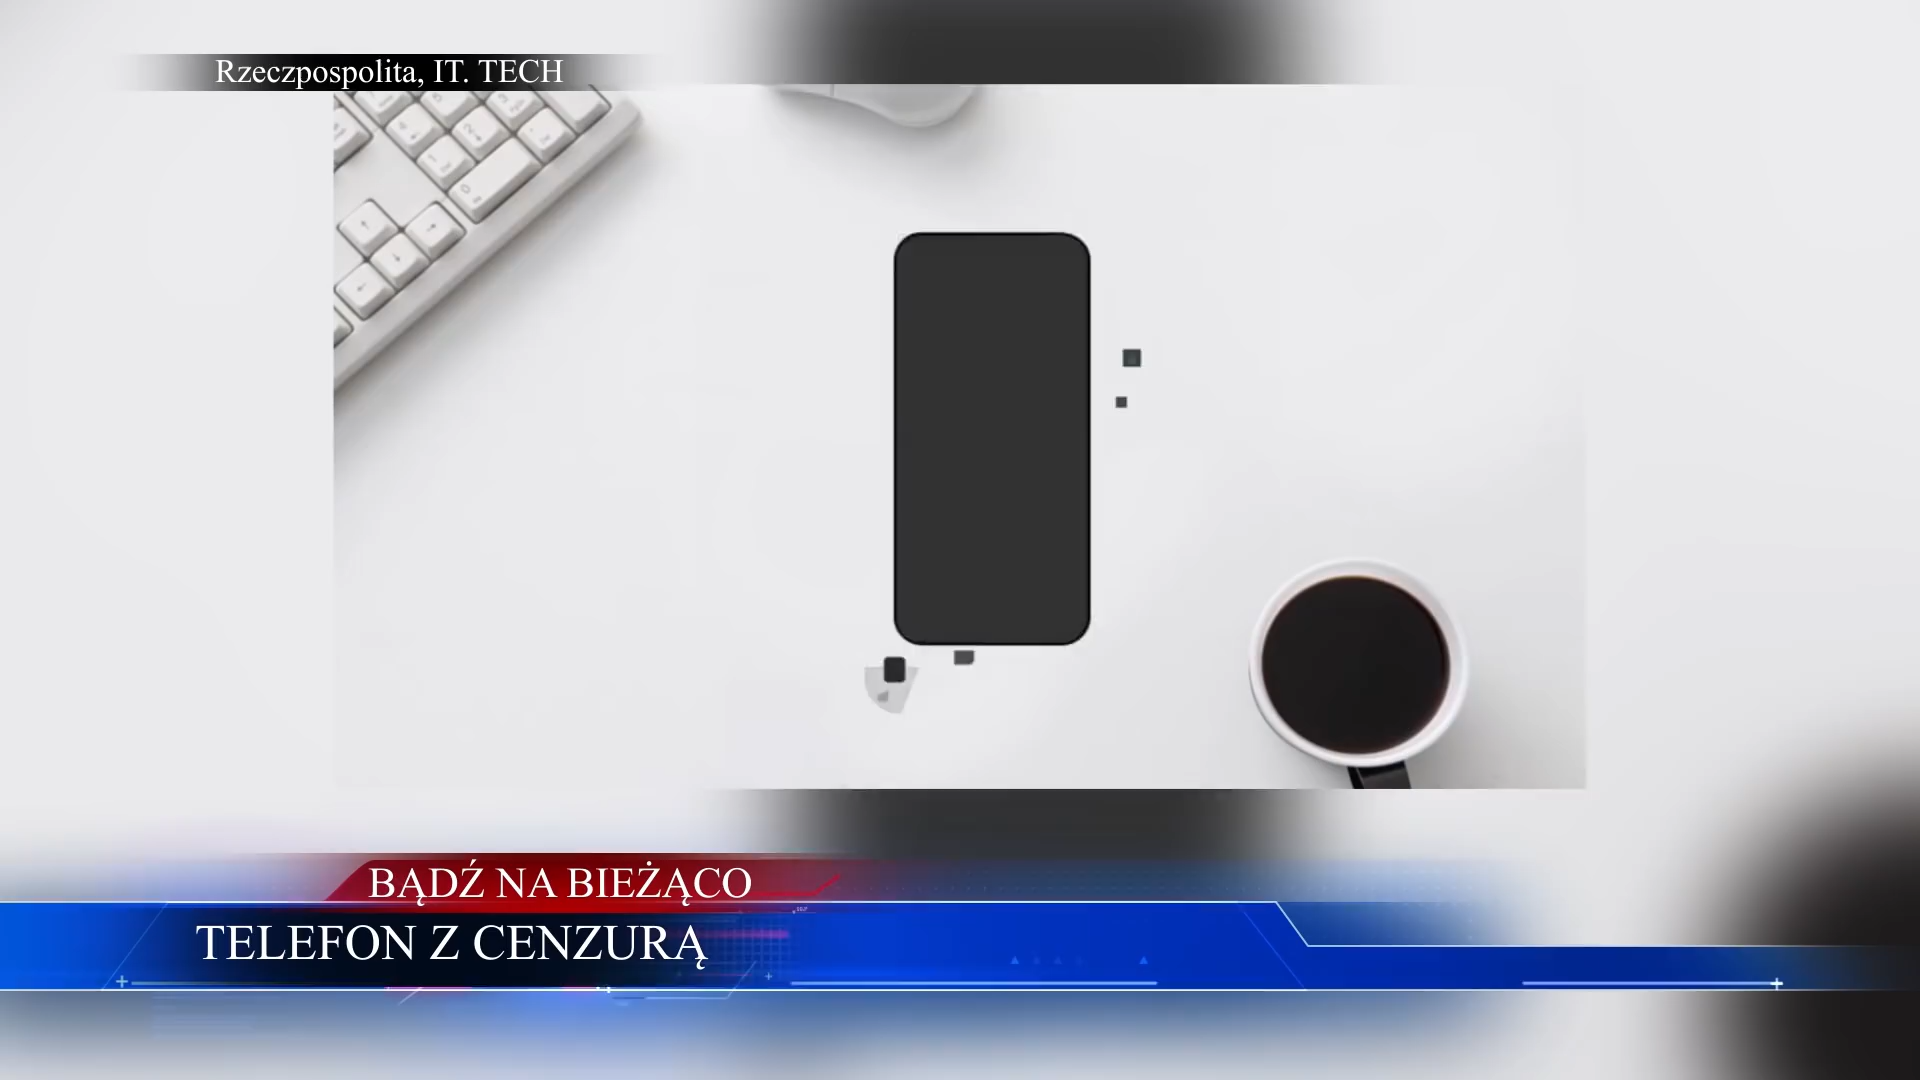 Rzeczpospolita, IT. TECH
BĄDŹ NA BIEŻĄCO
TELEFON Z CENZURĄ